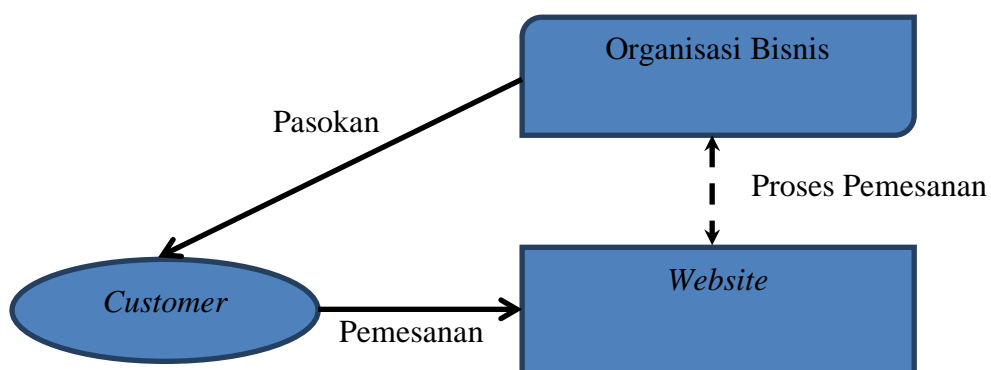 Organisasi Bisnis
Pasokan
Proses Pemesanan
Website
Customer
Pemesanan